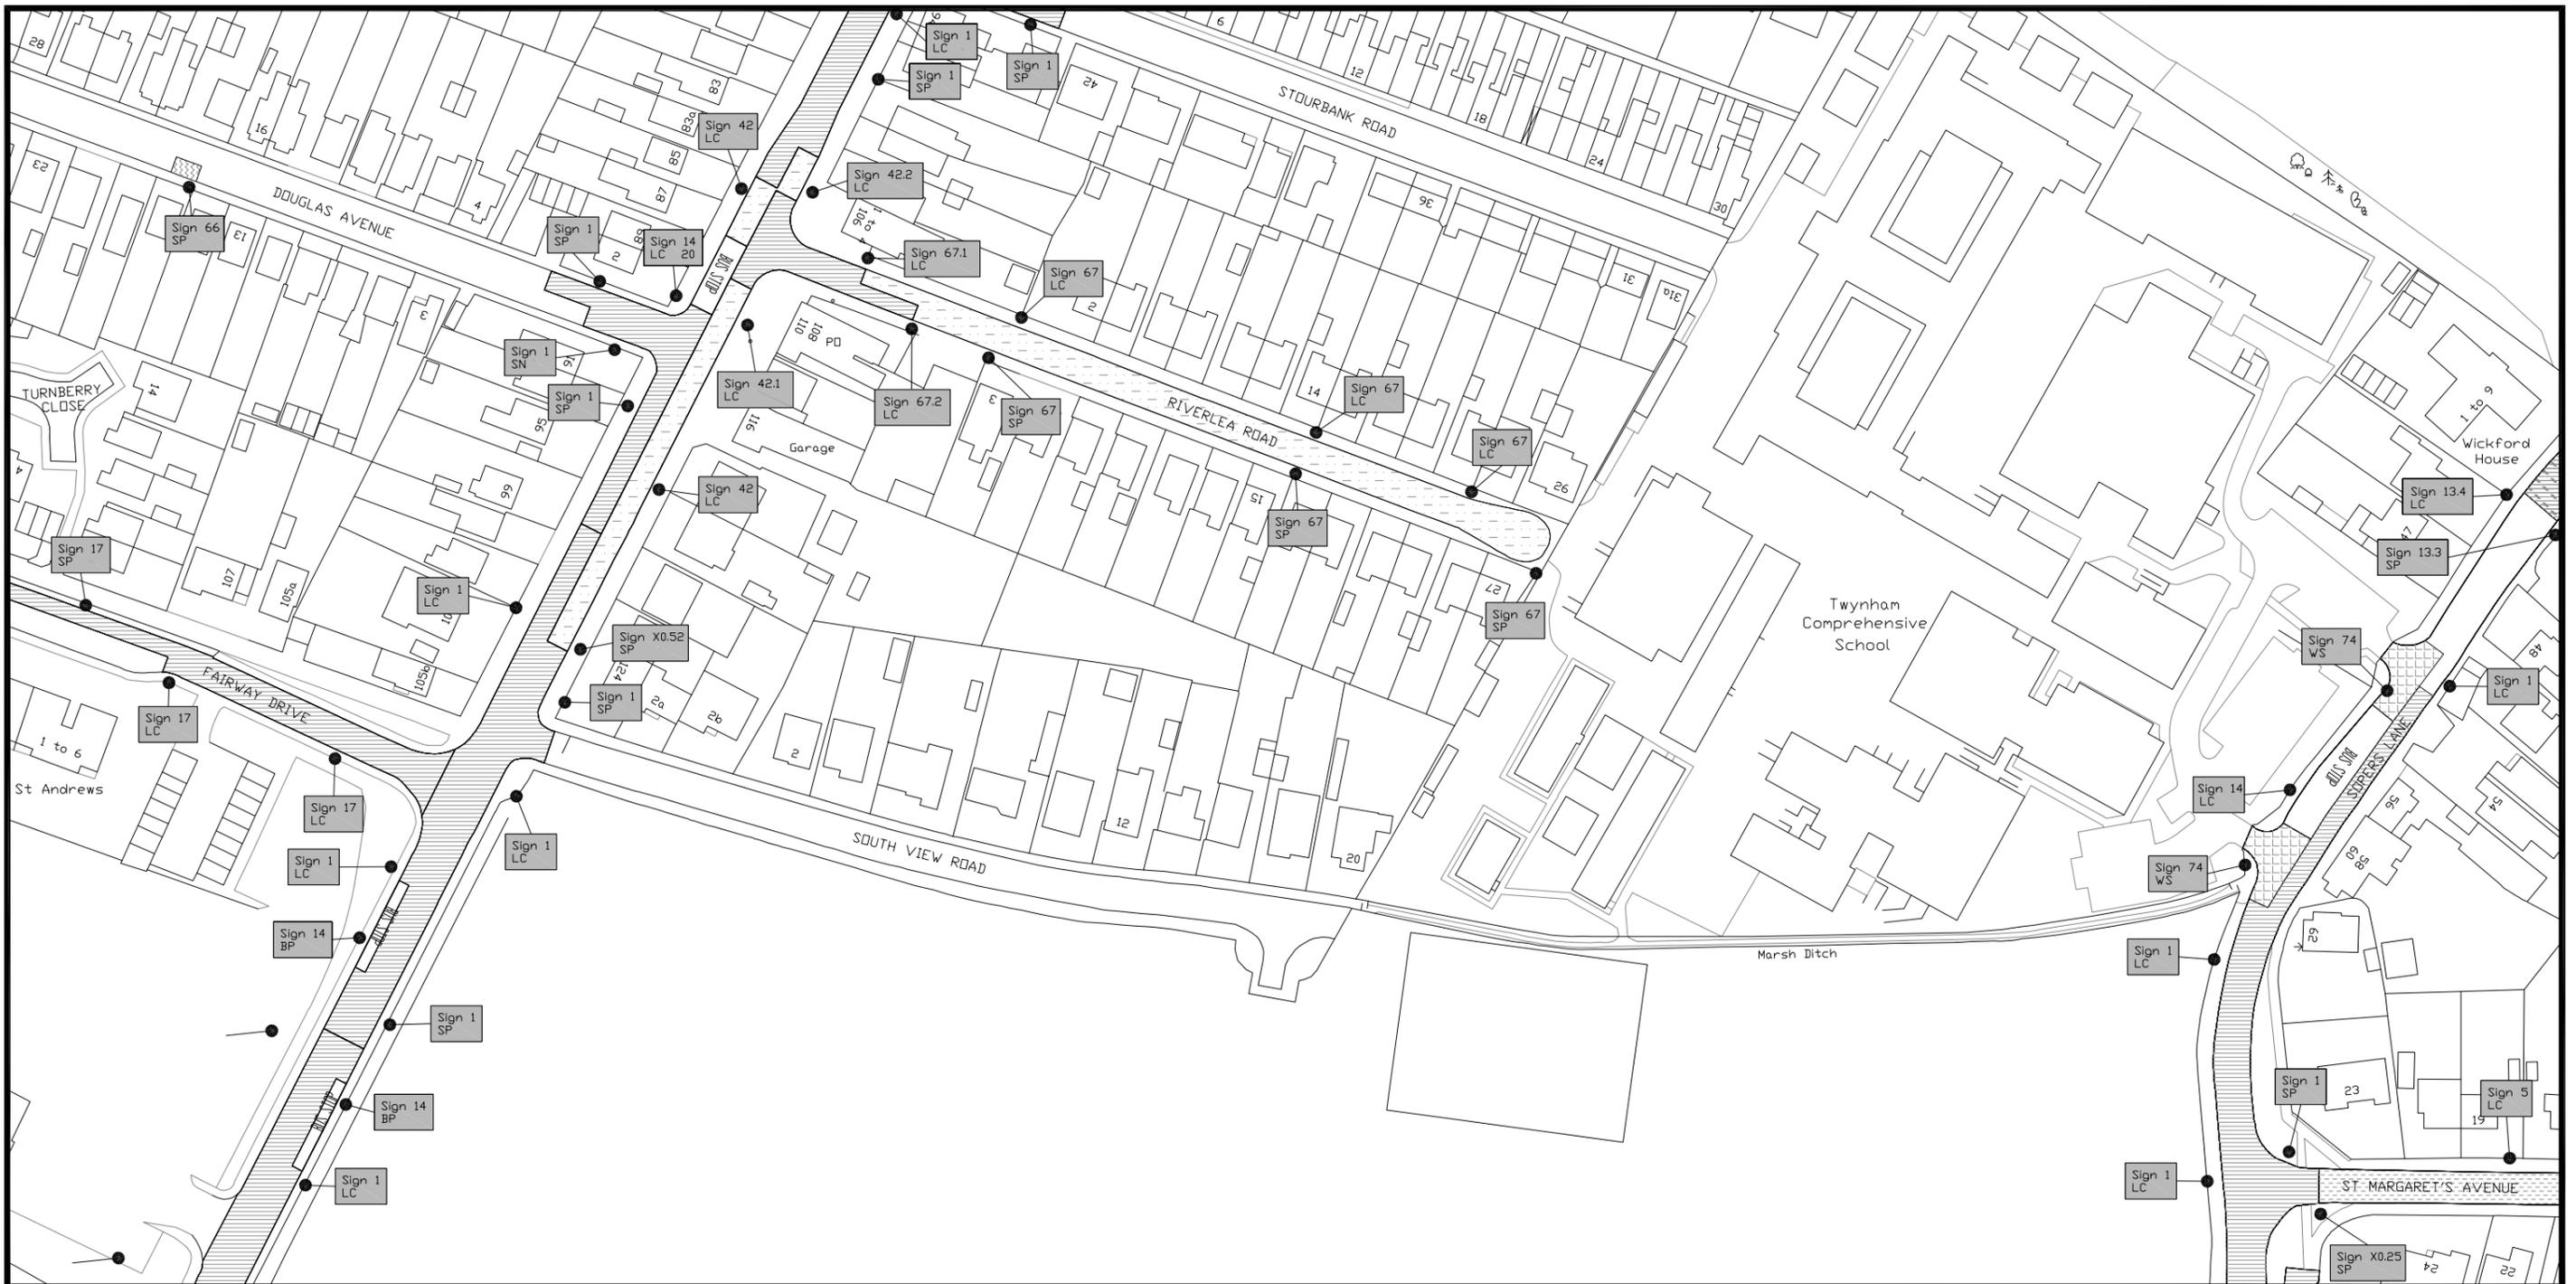 28
16
23
DOUGLAS AVENUE
4
13
Sign 66
SP
83
83a
85
87
89
2
Sign 42
LC
Sign 1
SP
Sign 14
LC 20
Sign 1
LC
Sign 1
SP
Sign 1
SP
6
12
18
24
30
STOURBANK ROAD
42
36
31
31a
Sign 42.2
LC
1 to 4
106
Sign 67.1
LC
Sign 67
LC
2
BUS STOP
108
110
PO
116
Garage
Sign 42.1
LC
Sign 67.2
LC
3
Sign 67
SP
RIVERLEA ROAD
14
Sign 67
LC
Sign 67
LC
26
15
Sign 67
SP
27
Sign 67
SP
TURNBERRY
CLOSE
14
4
3
Sign 1
SN
91
Sign 1
SP
95
99
Sign 42
LC
Sign 17
SP
107
105a
105b
Sign 1
LC
Sign X0.52
SP
124
Sign 1
SP
2a
2b
FAIRWAY DRIVE
Sign 17
LC
1 to 6
St Andrews
Sign 17
LC
Sign 1
LC
Sign 14
BP
BUS STOP
Sign 1
LC
SOUTH VIEW ROAD
2
12
20
Sign 1
SP
Sign 14
BP
BUS STOP
Sign 1
LC
Twynham
Comprehensive
School
Marsh Ditch
1 to 9
Wickford
House
Sign 13.4
LC
47
Sign 13.3
SP
Sign 74
WS
48
Sign 1
LC
SOPERS LANE
BUS STOP
Sign 14
LC
54
56
58
60
Sign 74
WS
62
Sign 1
LC
Sign 1
SP
23
Sign 5
LC
19
Sign 1
LC
ST MARGARET'S AVENUE
Sign X0.25
SP
24
22